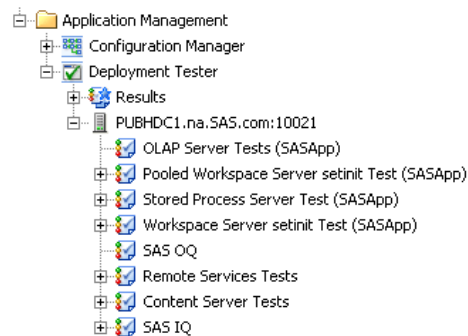 Application Management
Configuration Manager
Deployment Tester
Results
PUBHDC1.na.SAS.com:10021
OLAP Server Tests (SASApp)
Pooled Workspace Server setinit Test (SASApp)
Stored Process Server Test (SASApp)
Workspace Server setinit Test (SASApp)
SAS OQ
Remote Services Tests
Content Server Tests
SAS IQ